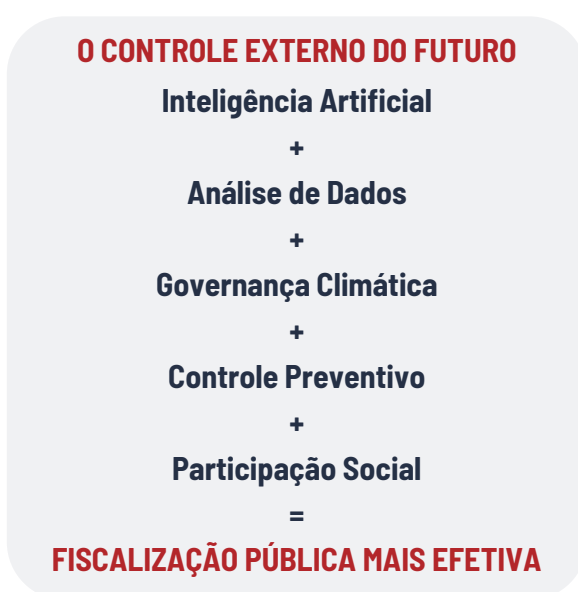 O CONTROLE EXTERNO DO FUTURO
Inteligência Artificial
+
Análise de Dados
+
Governança Climática
+
Controle Preventivo
+
Participação Social
=
FISCALIZAÇÃO PÚBLICA MAIS EFETIVA